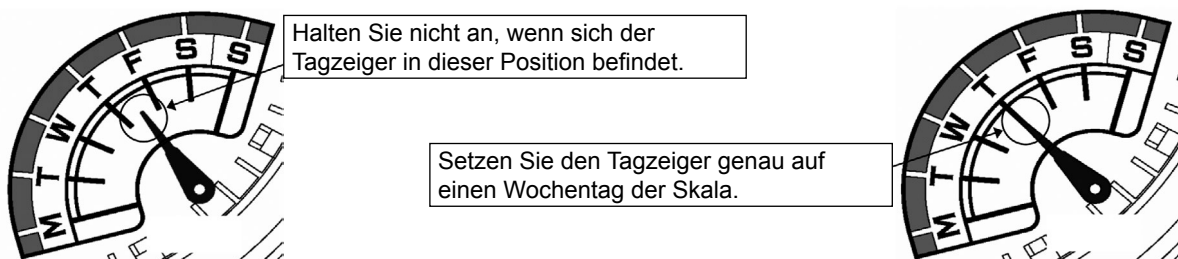 M T W T F S S
Halten Sie nicht an, wenn sich der
Tagzeiger in dieser Position befindet.
Setzen Sie den Tagzeiger genau auf
einen Wochentag der Skala.
M T W T F S S